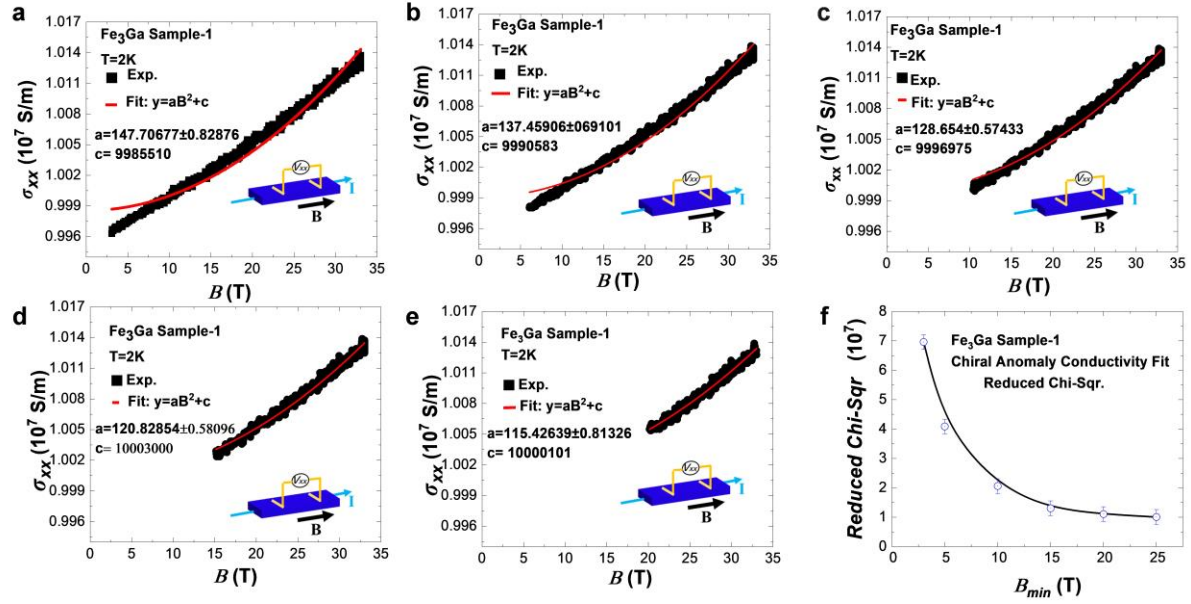 a
1.017
1.014
1.011
1.008
1.005
1.002
0.999
0.996
σxx (10⁷ S/m)
Fe₃Ga Sample-1
T=2K
Exp.
Fit: y=aB²+c
a=147.70677±0.82876
c= 9985510
Vxx
I
B
0 5 10 15 20 25 30 35
B (T)
b
1.017
1.014
1.011
1.008
1.005
1.002
0.999
0.996
σxx (10⁷ S/m)
Fe₃Ga Sample-1
T=2K
Exp.
Fit: y=aB²+c
a=137.45906±069101
c= 9990583
Vxx
I
B
0 5 10 15 20 25 30 35
B (T)
c
1.017
1.014
1.011
1.008
1.005
1.002
0.999
0.996
σxx (10⁷ S/m)
Fe₃Ga Sample-1
T=2K
Exp.
Fit: y=aB²+c
a=128.654±0.57433
c= 9996975
Vxx
I
B
0 5 10 15 20 25 30 35
B (T)
d
1.017
1.014
1.011
1.008
1.005
1.002
0.999
0.996
σxx (10⁷ S/m)
Fe₃Ga Sample-1
T=2K
Exp.
Fit: y=aB²+c
a=120.82854±0.58096
c= 10003000
Vxx
I
B
0 5 10 15 20 25 30 35
B (T)
e
1.017
1.014
1.011
1.008
1.005
1.002
0.999
0.996
σxx (10⁷ S/m)
Fe₃Ga Sample-1
T=2K
Exp.
Fit: y=aB²+c
a=115.42639±0.81326
c= 10000101
Vxx
I
B
0 5 10 15 20 25 30 35
B (T)
f
8
7
6
5
4
3
2
1
0
Reduced Chi-Sqr (10⁷)
Fe₃Ga Sample-1
Chiral Anomaly Conductivity Fit
Reduced Chi-Sqr.
0 5 10 15 20 25
Bmin (T)